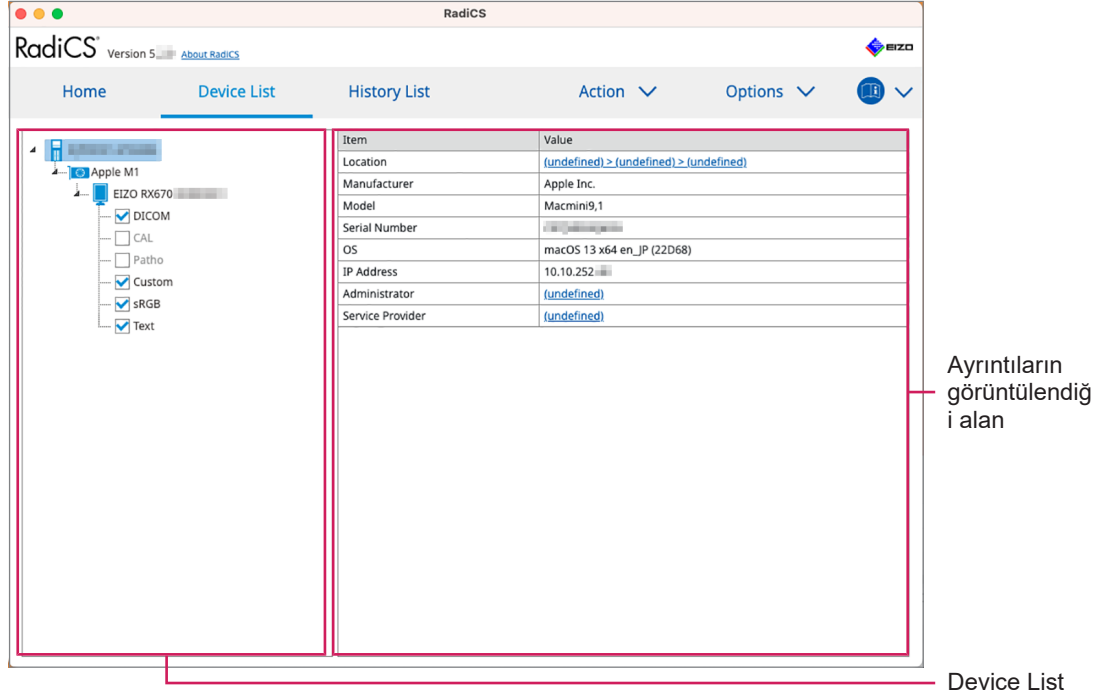 RadiCS
RadiCS Version 5. About RadiCS EIZO
Home Device List History List Action Options
Apple M1
EIZO RX670
DICOM
CAL
Patho
Custom
sRGB
Text
Item Value
Location (undefined) > (undefined) > (undefined)
Manufacturer Apple Inc.
Model Macmini9,1
Serial Number
OS macOS 13 x64 en_JP (22D68)
IP Address 10.10.252
Administrator (undefined)
Service Provider (undefined)
Ayrıntıların
görüntülendiğ
i alan
Device List